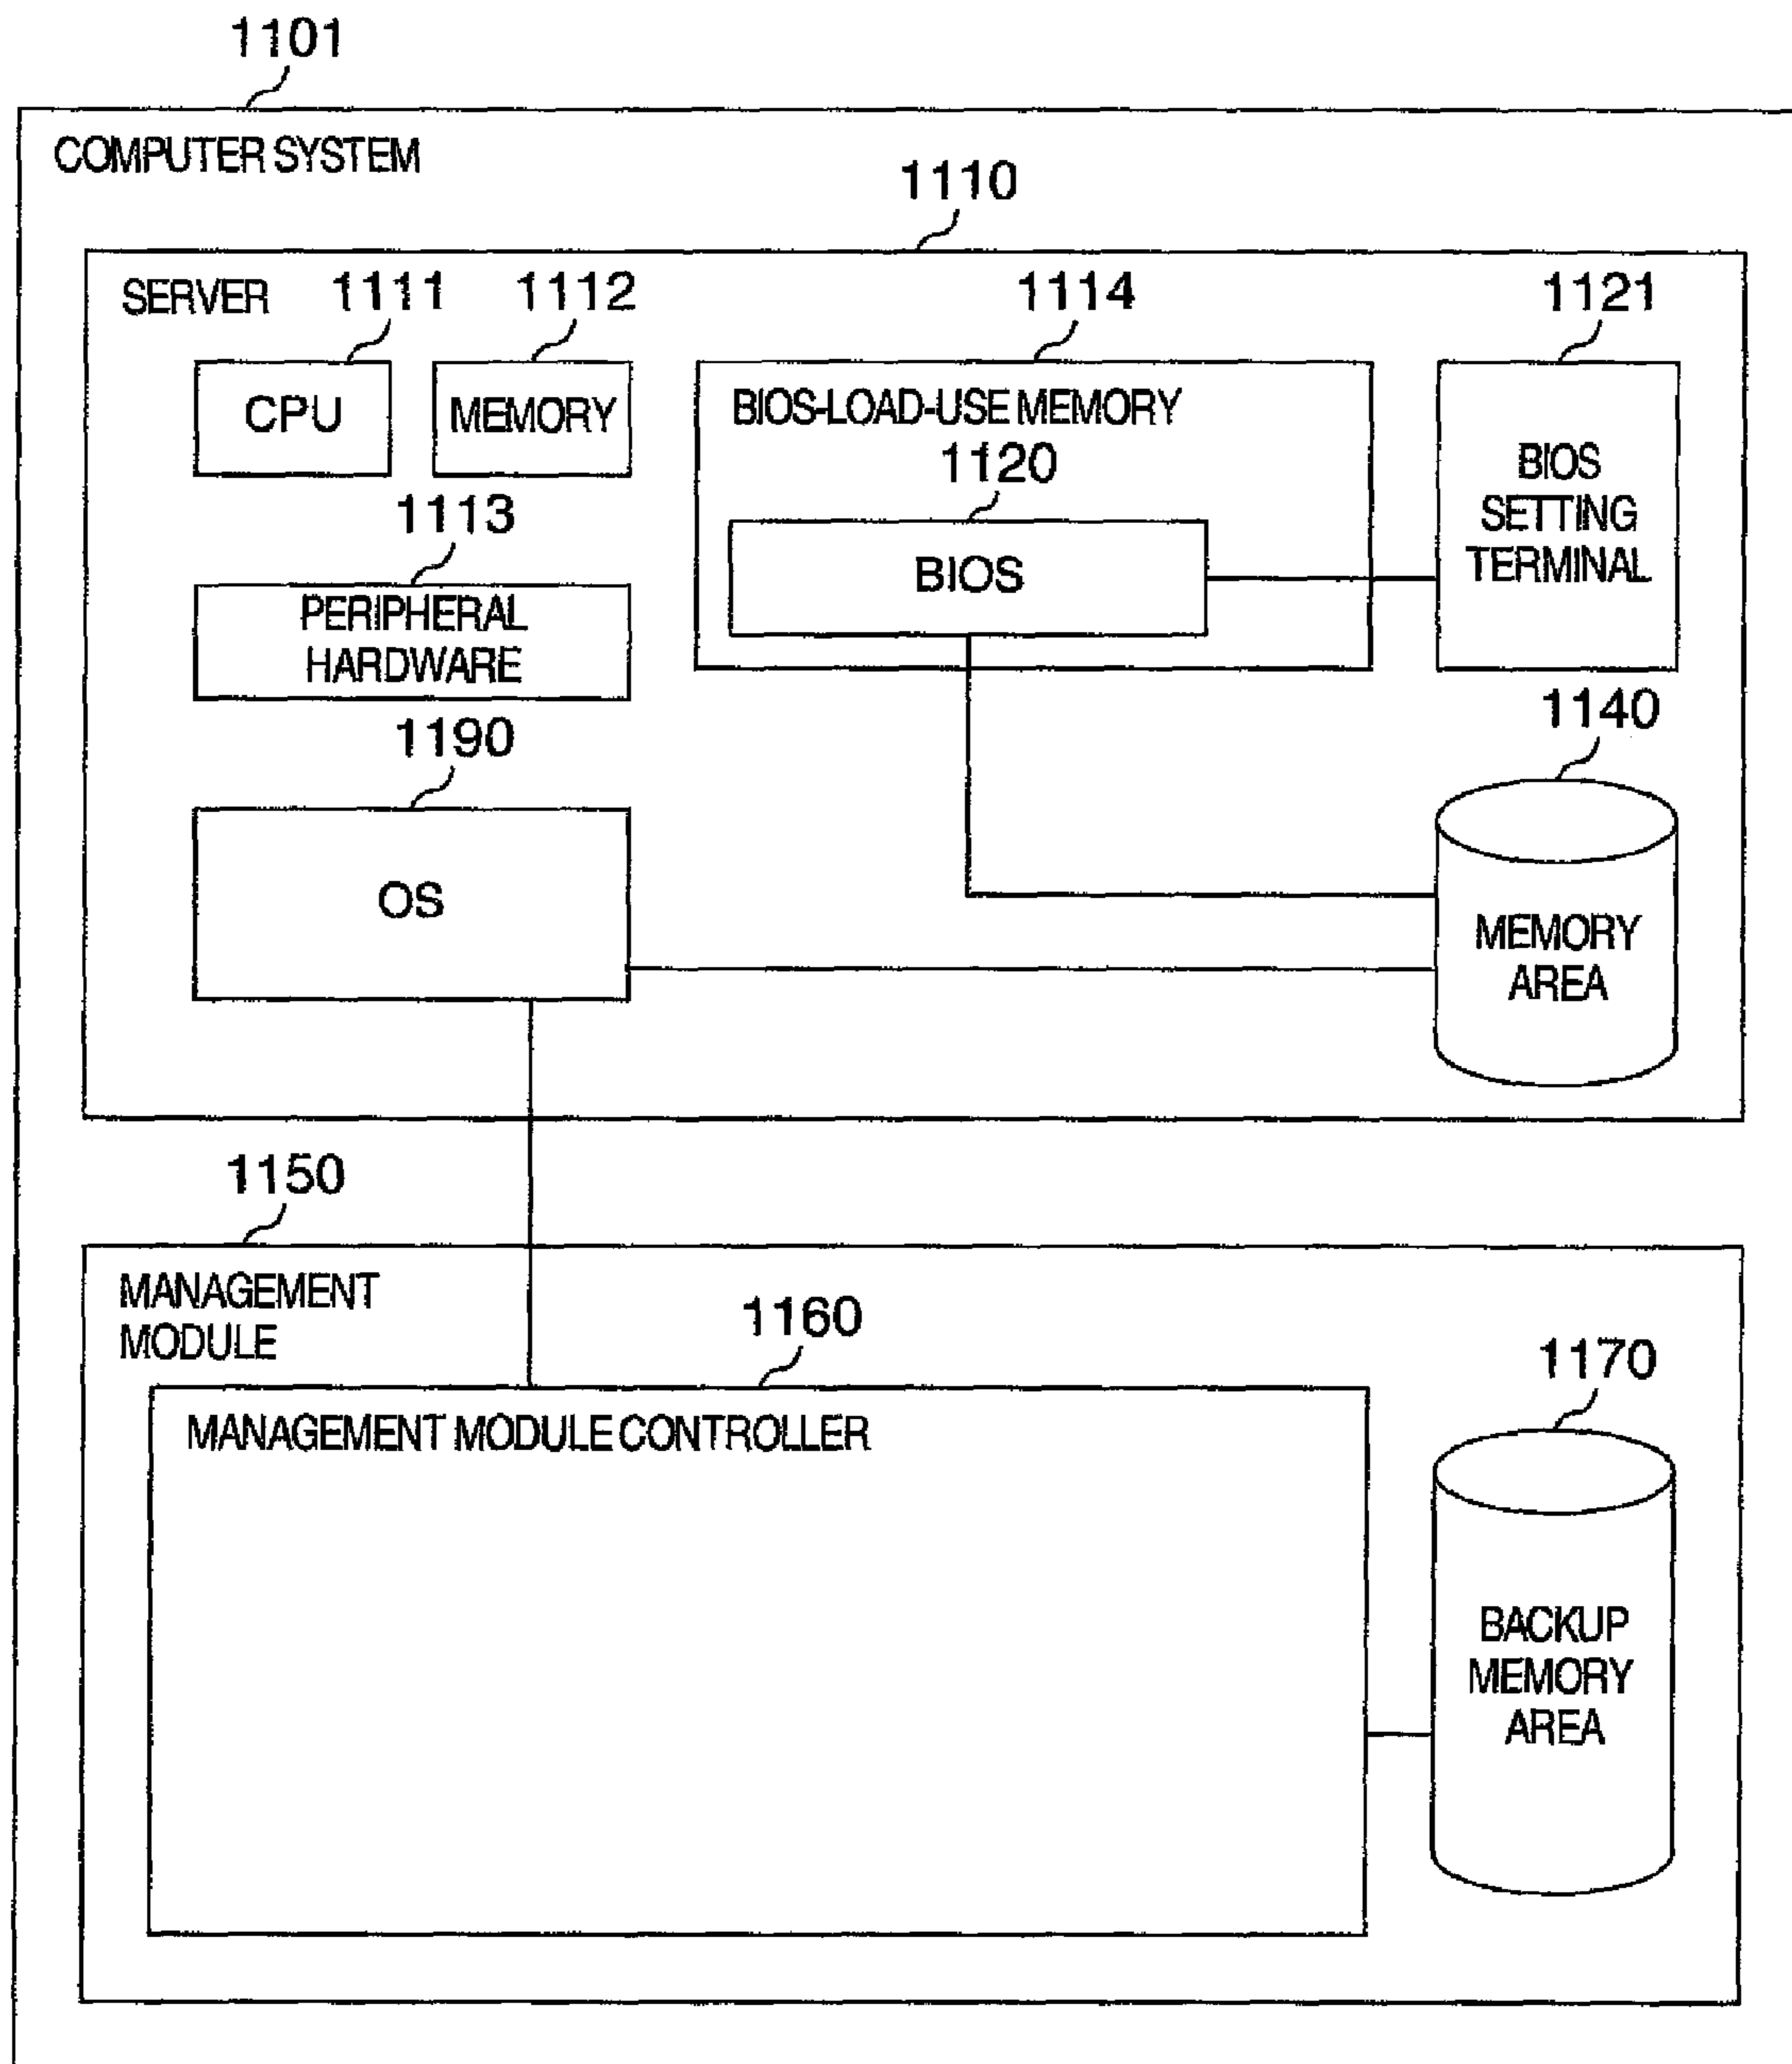 1101
COMPUTER SYSTEM
1110
SERVER
1111
1112
1114
1121
CPU
MEMORY
BIOS-LOAD-USE MEMORY
1120
BIOS
BIOS
SETTING
TERMINAL
1113
PERIPHERAL
HARDWARE
1190
OS
1140
MEMORY
AREA
1150
MANAGEMENT
MODULE
1160
MANAGEMENT MODULE CONTROLLER
1170
BACKUP
MEMORY
AREA